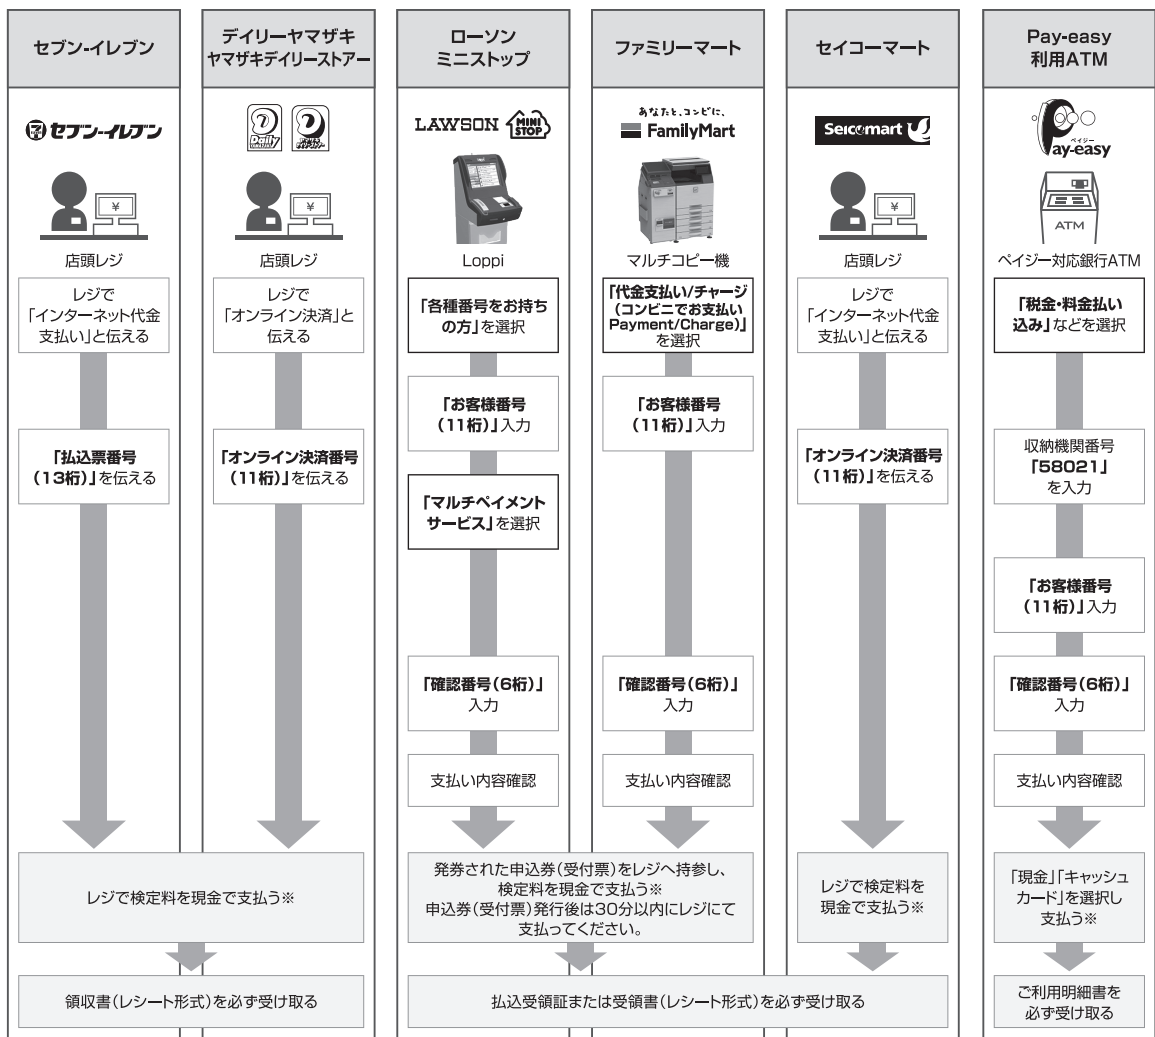 セブン-イレブン
デイリーヤマザキ
ヤマザキデイリーストアー
ローソン
ミニストップ
ファミリーマート
セイコーマート
Pay-easy
利用ATM
セブン-イレブン
Daily
LAWSON
MINI
STOP
あなたと、コンビに、
FamilyMart
Seicomart
ペイジー
Pay-easy
¥
¥
¥
ATM
店頭レジ
店頭レジ
Loppi
マルチコピー機
店頭レジ
ペイジー対応銀行ATM
レジで
「インターネット代金
支払い」と伝える
レジで
「オンライン決済」と
伝える
「各種番号をお持ち
の方」を選択
「代金支払い/チャージ
(コンビニでお支払い
Payment/Charge)」
を選択
レジで
「インターネット代金
支払い」と伝える
「税金・料金払い
込み」などを選択
「お客様番号
(11桁)」入力
「お客様番号
(11桁)」入力
「払込票番号
(13桁)」を伝える
「オンライン決済番号
(11桁)」を伝える
「マルチペイメント
サービス」を選択
「オンライン決済番号
(11桁)」を伝える
収納機関番号
「58021」
を入力
「お客様番号
(11桁)」入力
「確認番号(6桁)」
入力
「確認番号(6桁)」
入力
「確認番号(6桁)」
入力
支払い内容確認
支払い内容確認
支払い内容確認
レジで検定料を現金で支払う※
発券された申込券(受付票)をレジへ持参し、
検定料を現金で支払う※
申込券(受付票)発行後は30分以内にレジにて
支払ってください。
レジで検定料を
現金で支払う※
「現金」「キャッシュ
カード」を選択し
支払う※
領収書(レシート形式)を必ず受け取る
払込受領証または受領書(レシート形式)を必ず受け取る
ご利用明細書を
必ず受け取る